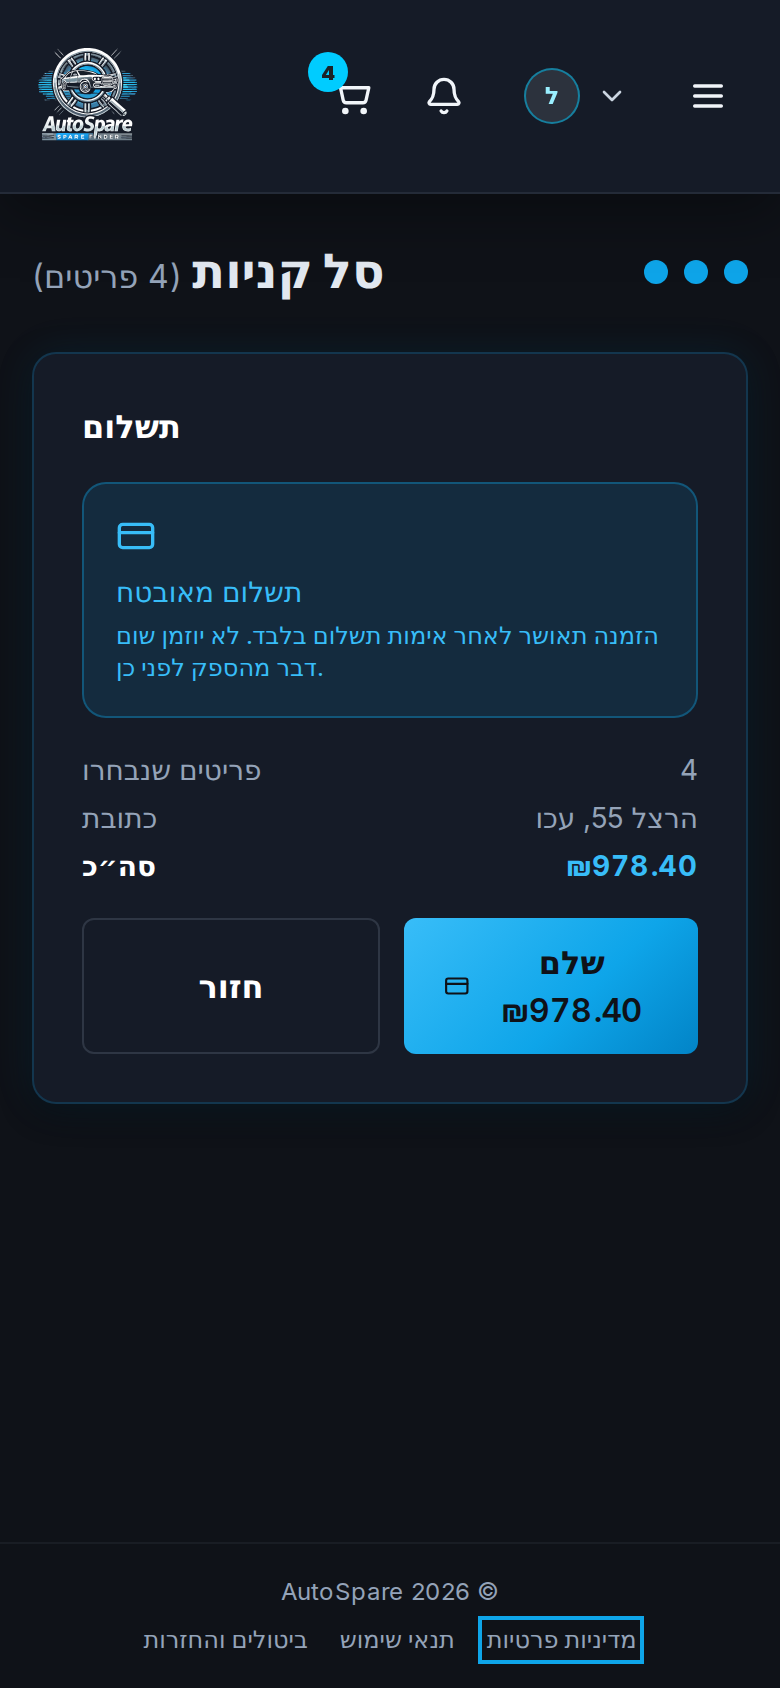 AutoSpare
SPARE FINDER
4
ל
סל קניות (4 פריטים)
תשלום
תשלום מאובטח
הזמנה תאושר לאחר אימות תשלום בלבד. לא יוזמן שום
דבר מהספק לפני כן.
פריטים שנבחרו 4
כתובת הרצל 55, עכו
סה״כ ₪978.40
שלם
₪978.40
חזור
© 2026 AutoSpare
מדיניות פרטיות תנאי שימוש ביטולים והחזרות